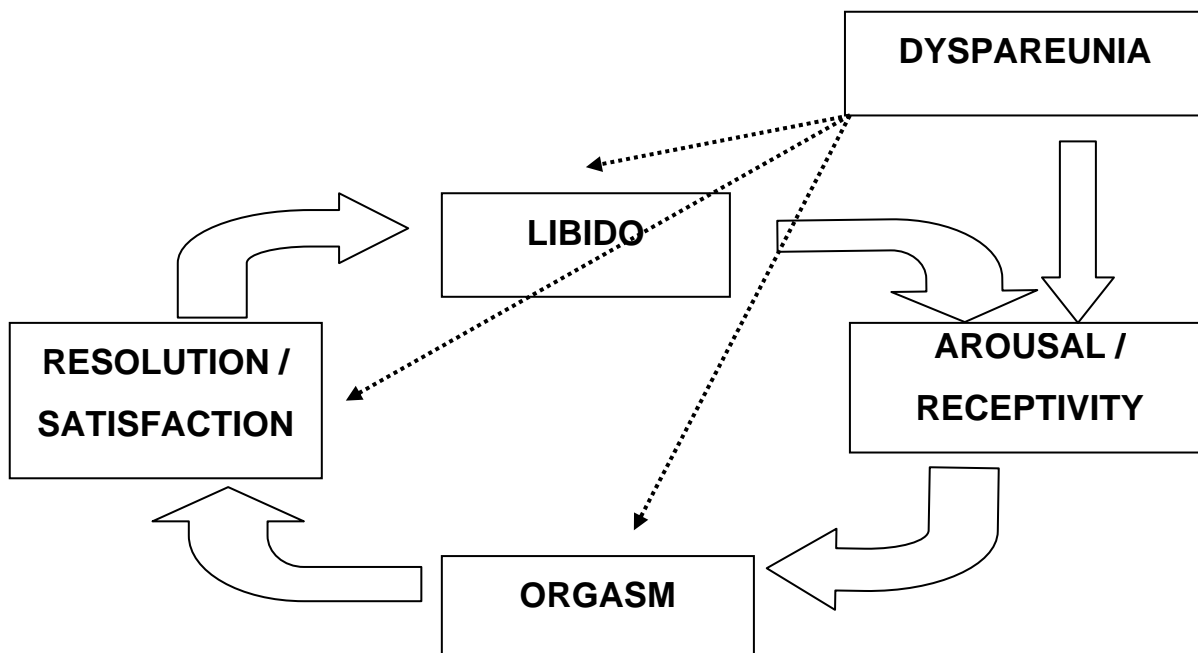 DYSPAREUNIA
LIBIDO
RESOLUTION /
SATISFACTION
AROUSAL /
RECEPTIVITY
ORGASM